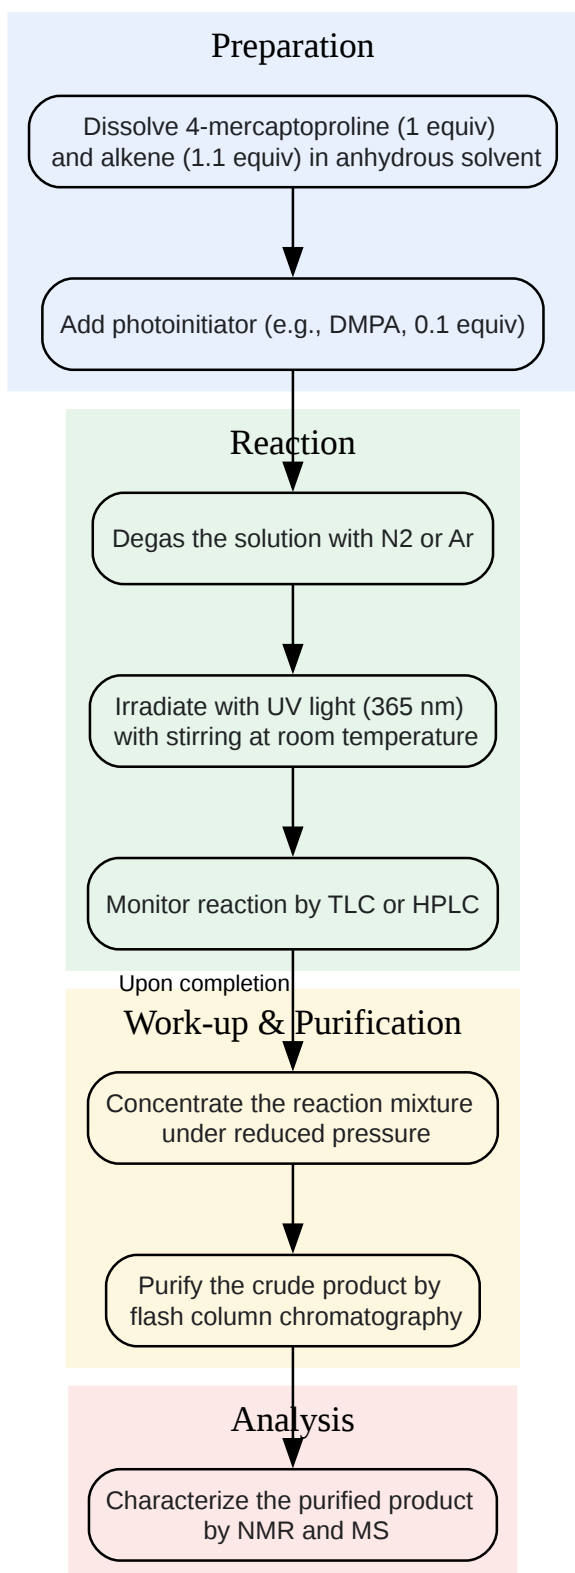 Preparation
Dissolve 4-mercaptoproline (1 equiv)
and alkene (1.1 equiv) in anhydrous solvent
Add photoinitiator (e.g., DMPA, 0.1 equiv)
Reaction
Degas the solution with N2 or Ar
Irradiate with UV light (365 nm)
with stirring at room temperature
Monitor reaction by TLC or HPLC
Upon completion
Work-up & Purification
Concentrate the reaction mixture
under reduced pressure
Purify the crude product by
flash column chromatography
Analysis
Characterize the purified product
by NMR and MS